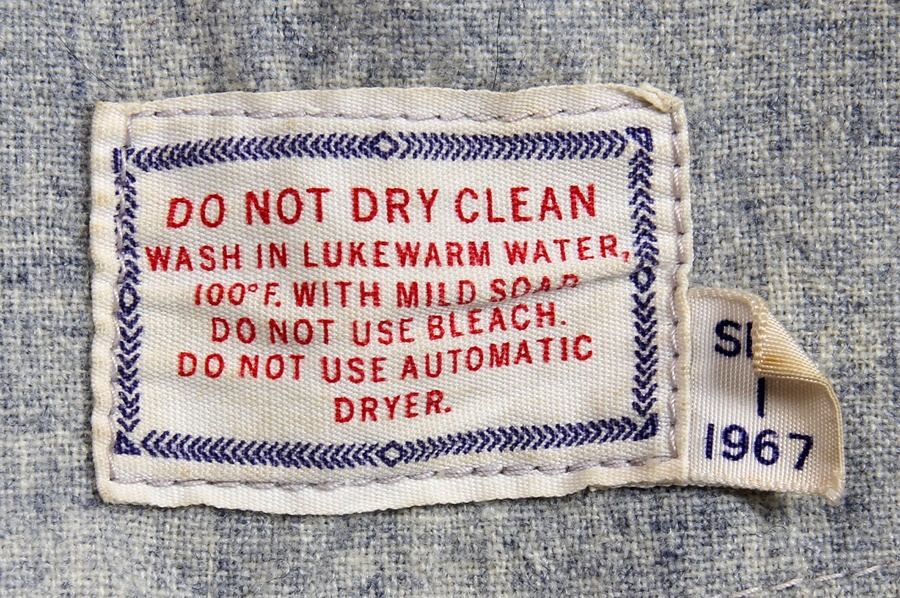 DO NOT DRY CLEAN
WASH IN LUKEWARM WATER,
100°F. WITH MILD SOAP
DO NOT USE BLEACH.
DO NOT USE AUTOMATIC
DRYER.
1
1967